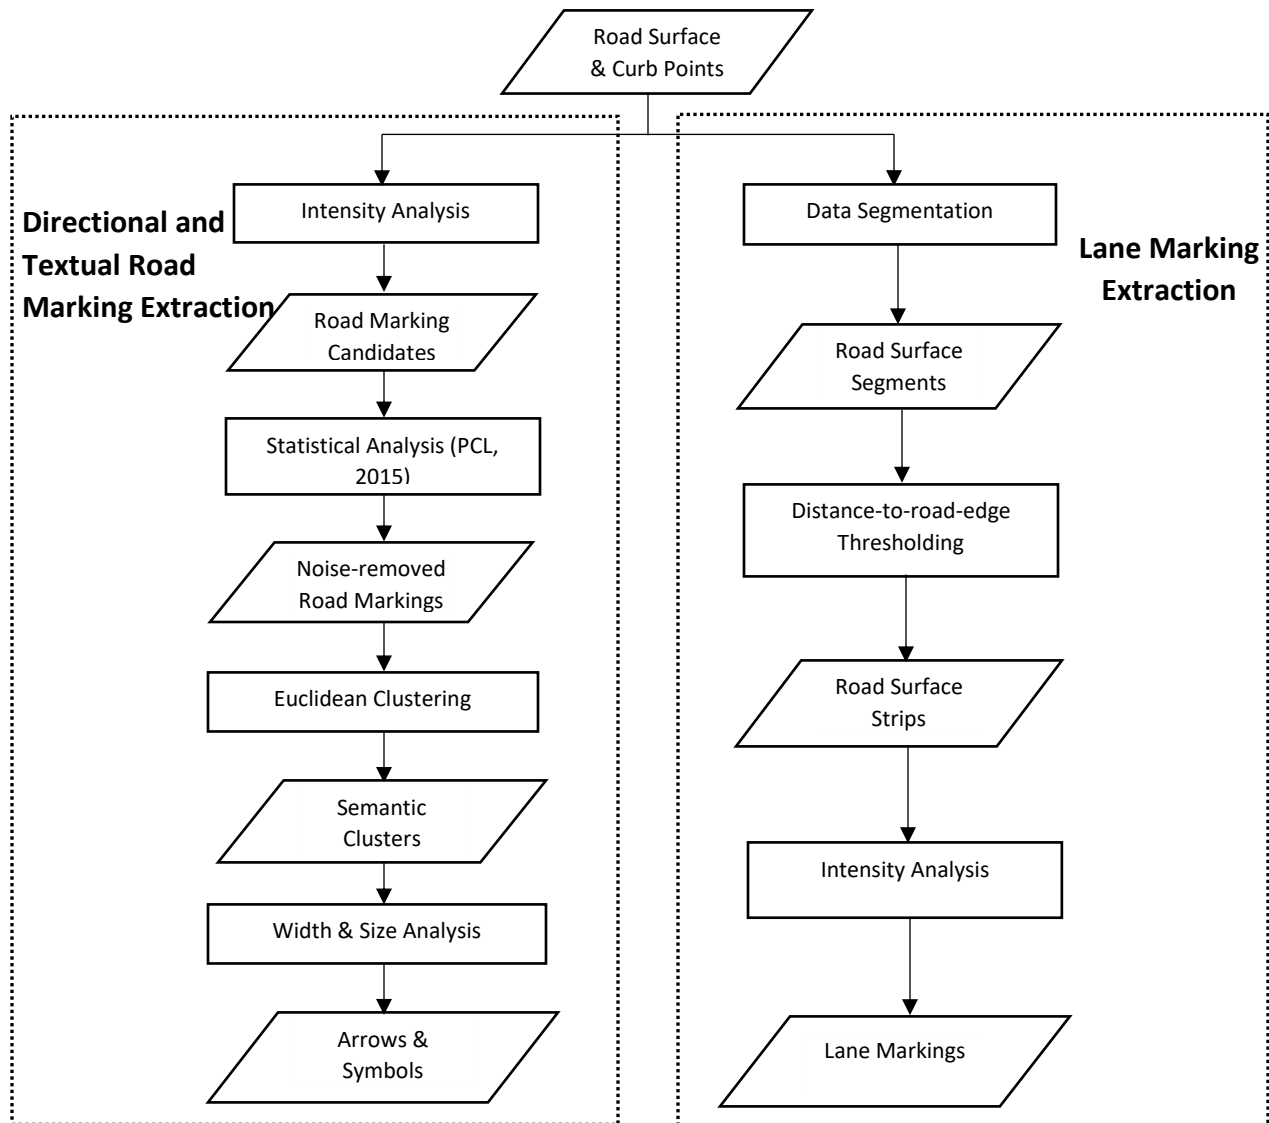 Road Surface
& Curb Points
Directional and
Textual Road
Marking Extraction
Intensity Analysis
Road Marking
Candidates
Statistical Analysis (PCL,
2015)
Noise-removed
Road Markings
Euclidean Clustering
Semantic
Clusters
Width & Size Analysis
Arrows &
Symbols
Lane Marking
Extraction
Data Segmentation
Road Surface
Segments
Distance-to-road-edge
Thresholding
Road Surface
Strips
Intensity Analysis
Lane Markings